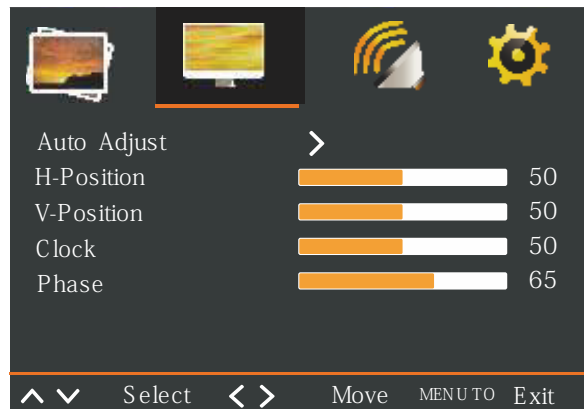 Auto Adjust
H-Position 50
V-Position 50
Clock 50
Phase 65
Select Move MENU TO Exit